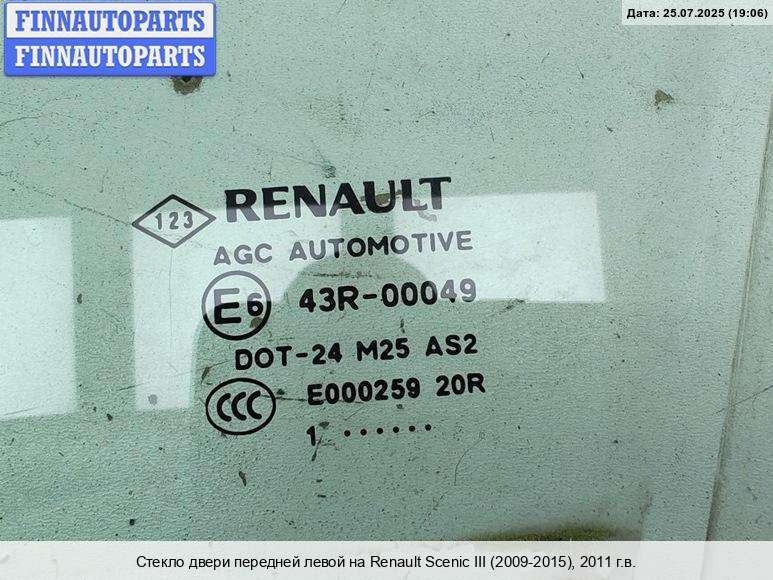 FINNAUTOPARTS
FINNAUTOPARTS
Дата: 25.07.2025 (19:06)
123
RENAULT
AGC AUTOMOTIVE
E6 43R-00049
DOT-24 M25 AS2
CCC E000259 20R
1 ......
Стекло двери передней левой на Renault Scenic III (2009-2015), 2011 г.в.